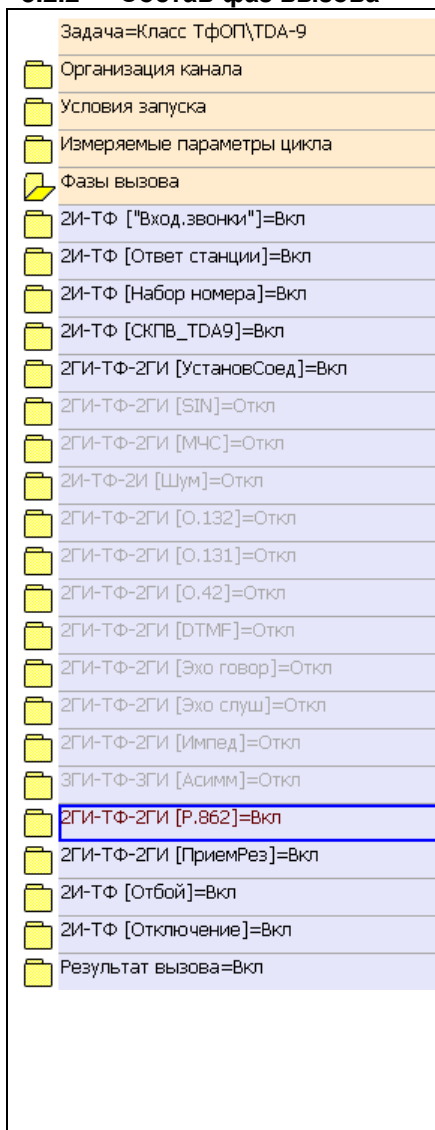 Задача=Класс ТфОП\TDA-9
Организация канала
Условия запуска
Измеряемые параметры цикла
Фазы вызова
2И-ТФ ["Вход.звонки"]=Вкл
2И-ТФ [Ответ станции]=Вкл
2И-ТФ [Набор номера]=Вкл
2И-ТФ [СКПВ_TDA9]=Вкл
2ГИ-ТФ-2ГИ [УстановСоед]=Вкл
2ГИ-ТФ-2ГИ [SIN]=Откл
2ГИ-ТФ-2ГИ [МЧС]=Откл
2И-ТФ-2И [Шум]=Откл
2ГИ-ТФ-2ГИ [O.132]=Откл
2ГИ-ТФ-2ГИ [O.131]=Откл
2ГИ-ТФ-2ГИ [O.42]=Откл
2ГИ-ТФ-2ГИ [DTMF]=Откл
2ГИ-ТФ-2ГИ [Эхо говор]=Откл
2ГИ-ТФ-2ГИ [Эхо слуш]=Откл
2ГИ-ТФ-2ГИ [Импед]=Откл
3ГИ-ТФ-3ГИ [Асимм]=Откл
2ГИ-ТФ-2ГИ [P.862]=Вкл
2ГИ-ТФ-2ГИ [ПриемРез]=Вкл
2И-ТФ [Отбой]=Вкл
2И-ТФ [Отключение]=Вкл
Результат вызова=Вкл